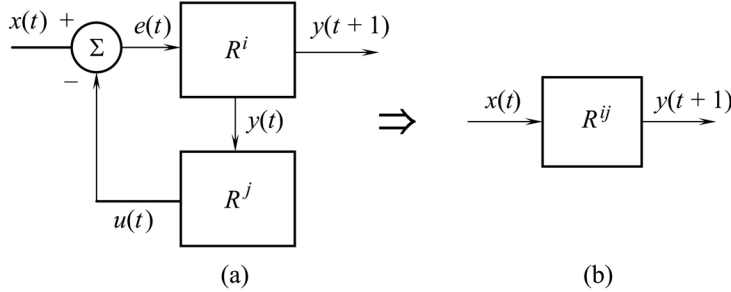 x(t) + e(t) y(t + 1)
Σ R^i
− y(t)
⇒ x(t) y(t + 1)
R^ij
R^j
u(t)
(a) (b)